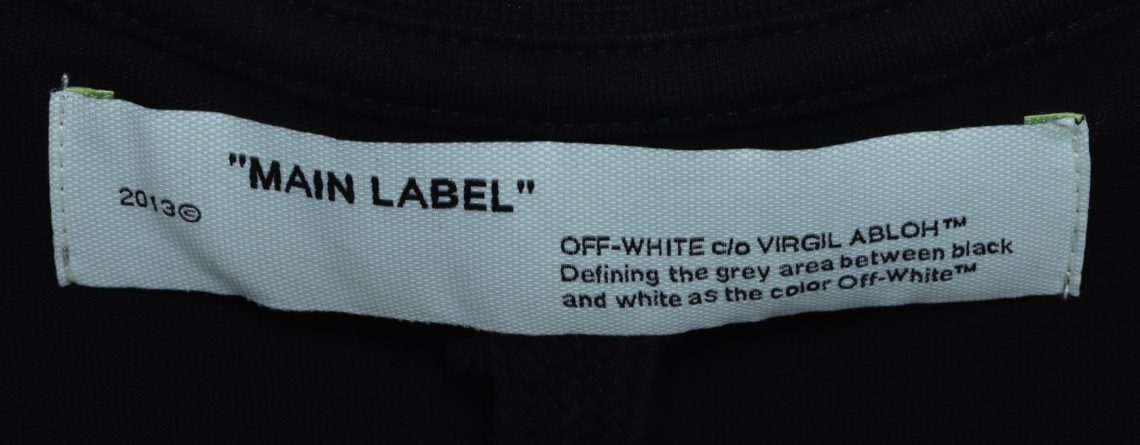 "MAIN LABEL"
2013©
OFF-WHITE c/o VIRGIL ABLOH™
Defining the grey area between black
and white as the color Off-White™